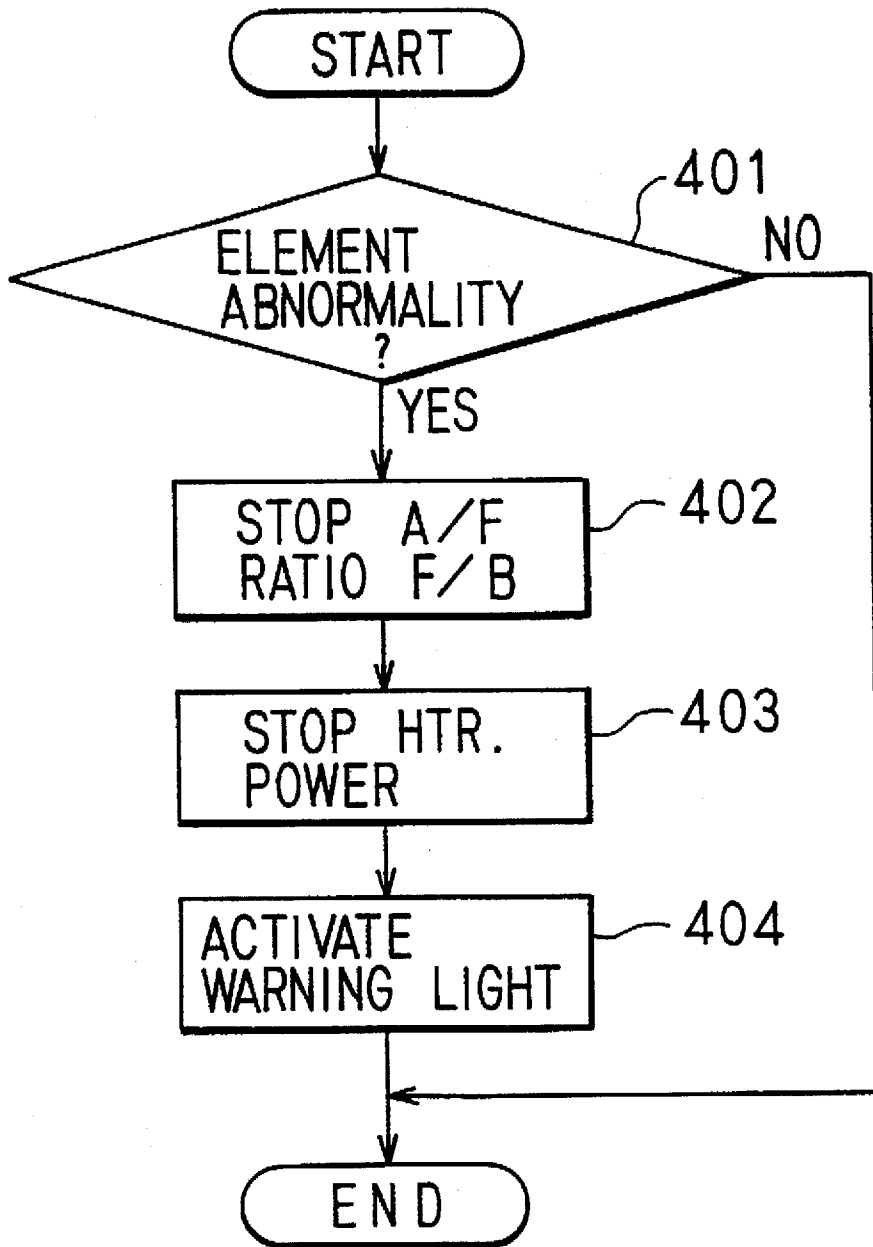 START
401
NO
ELEMENT
ABNORMALITY
?
YES
STOP A/F
RATIO F/B
402
STOP HTR.
POWER
403
ACTIVATE
WARNING LIGHT
404
END